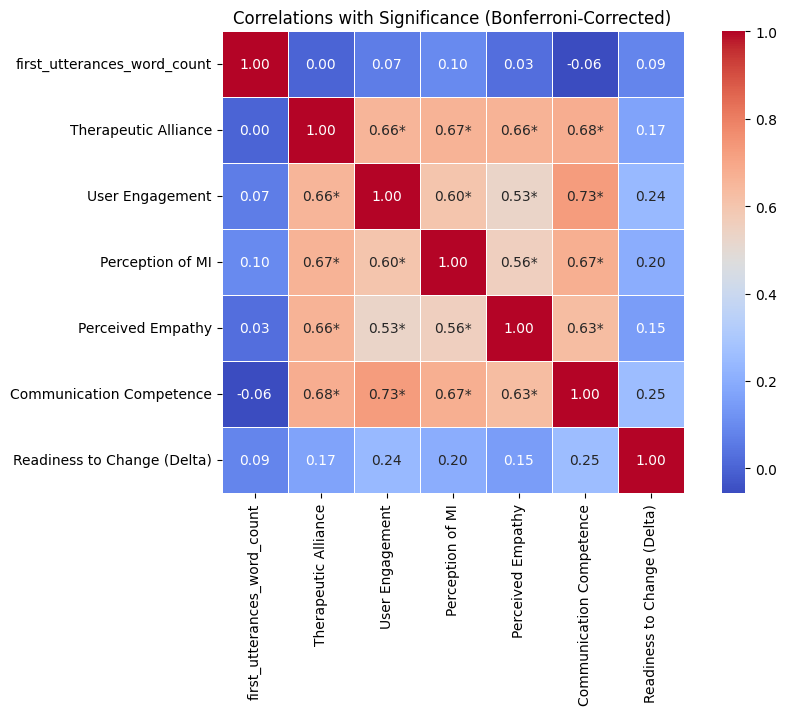 Correlations with Significance (Bonferroni-Corrected)
first_utterances_word_count 1.00 0.00 0.07 0.10 0.03 -0.06 0.09
Therapeutic Alliance 0.00 1.00 0.66* 0.67* 0.66* 0.68* 0.17
User Engagement 0.07 0.66* 1.00 0.60* 0.53* 0.73* 0.24
Perception of MI 0.10 0.67* 0.60* 1.00 0.56* 0.67* 0.20
Perceived Empathy 0.03 0.66* 0.53* 0.56* 1.00 0.63* 0.15
Communication Competence -0.06 0.68* 0.73* 0.67* 0.63* 1.00 0.25
Readiness to Change (Delta) 0.09 0.17 0.24 0.20 0.15 0.25 1.00
first_utterances_word_count
Therapeutic Alliance
User Engagement
Perception of MI
Perceived Empathy
Communication Competence
Readiness to Change (Delta)
1.0
0.8
0.6
0.4
0.2
0.0